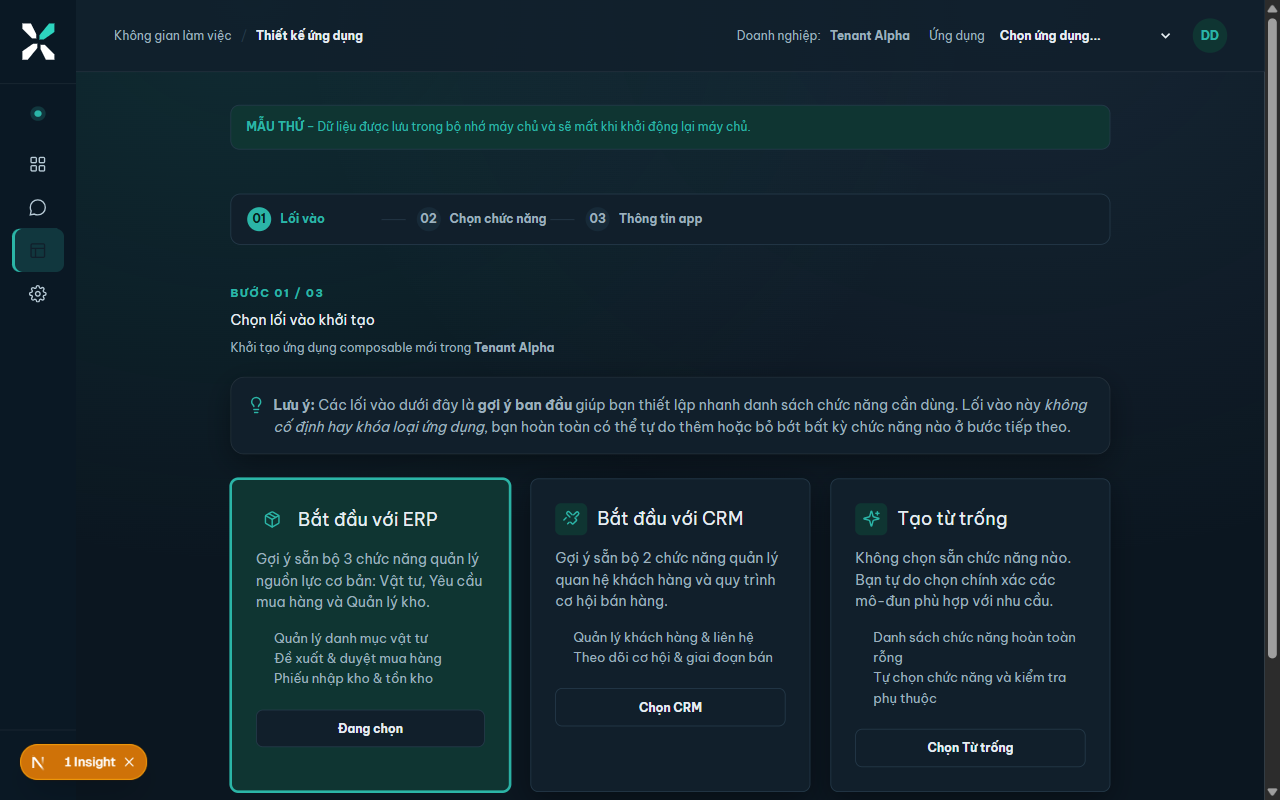 Không gian làm việc / Thiết kế ứng dụng
Doanh nghiệp: Tenant Alpha Ứng dụng Chọn ứng dụng... DD
MẪU THỬ – Dữ liệu được lưu trong bộ nhớ máy chủ và sẽ mất khi khởi động lại máy chủ.
01 Lối vào 02 Chọn chức năng 03 Thông tin app
BƯỚC 01 / 03
Chọn lối vào khởi tạo
Khởi tạo ứng dụng composable mới trong Tenant Alpha
Lưu ý: Các lối vào dưới đây là gợi ý ban đầu giúp bạn thiết lập nhanh danh sách chức năng cần dùng. Lối vào này không
cố định hay khóa loại ứng dụng, bạn hoàn toàn có thể tự do thêm hoặc bỏ bớt bất kỳ chức năng nào ở bước tiếp theo.
Bắt đầu với ERP
Gợi ý sẵn bộ 3 chức năng quản lý
nguồn lực cơ bản: Vật tư, Yêu cầu
mua hàng và Quản lý kho.
Quản lý danh mục vật tư
Đề xuất & duyệt mua hàng
Phiếu nhập kho & tồn kho
Đang chọn
Bắt đầu với CRM
Gợi ý sẵn bộ 2 chức năng quản lý
quan hệ khách hàng và quy trình
cơ hội bán hàng.
Quản lý khách hàng & liên hệ
Theo dõi cơ hội & giai đoạn bán
Chọn CRM
Tạo từ trống
Không chọn sẵn chức năng nào.
Bạn tự do chọn chính xác các
mô-đun phù hợp với nhu cầu.
Danh sách chức năng hoàn toàn
rỗng
Tự chọn chức năng và kiểm tra
phụ thuộc
Chọn Từ trống
N 1 Insight